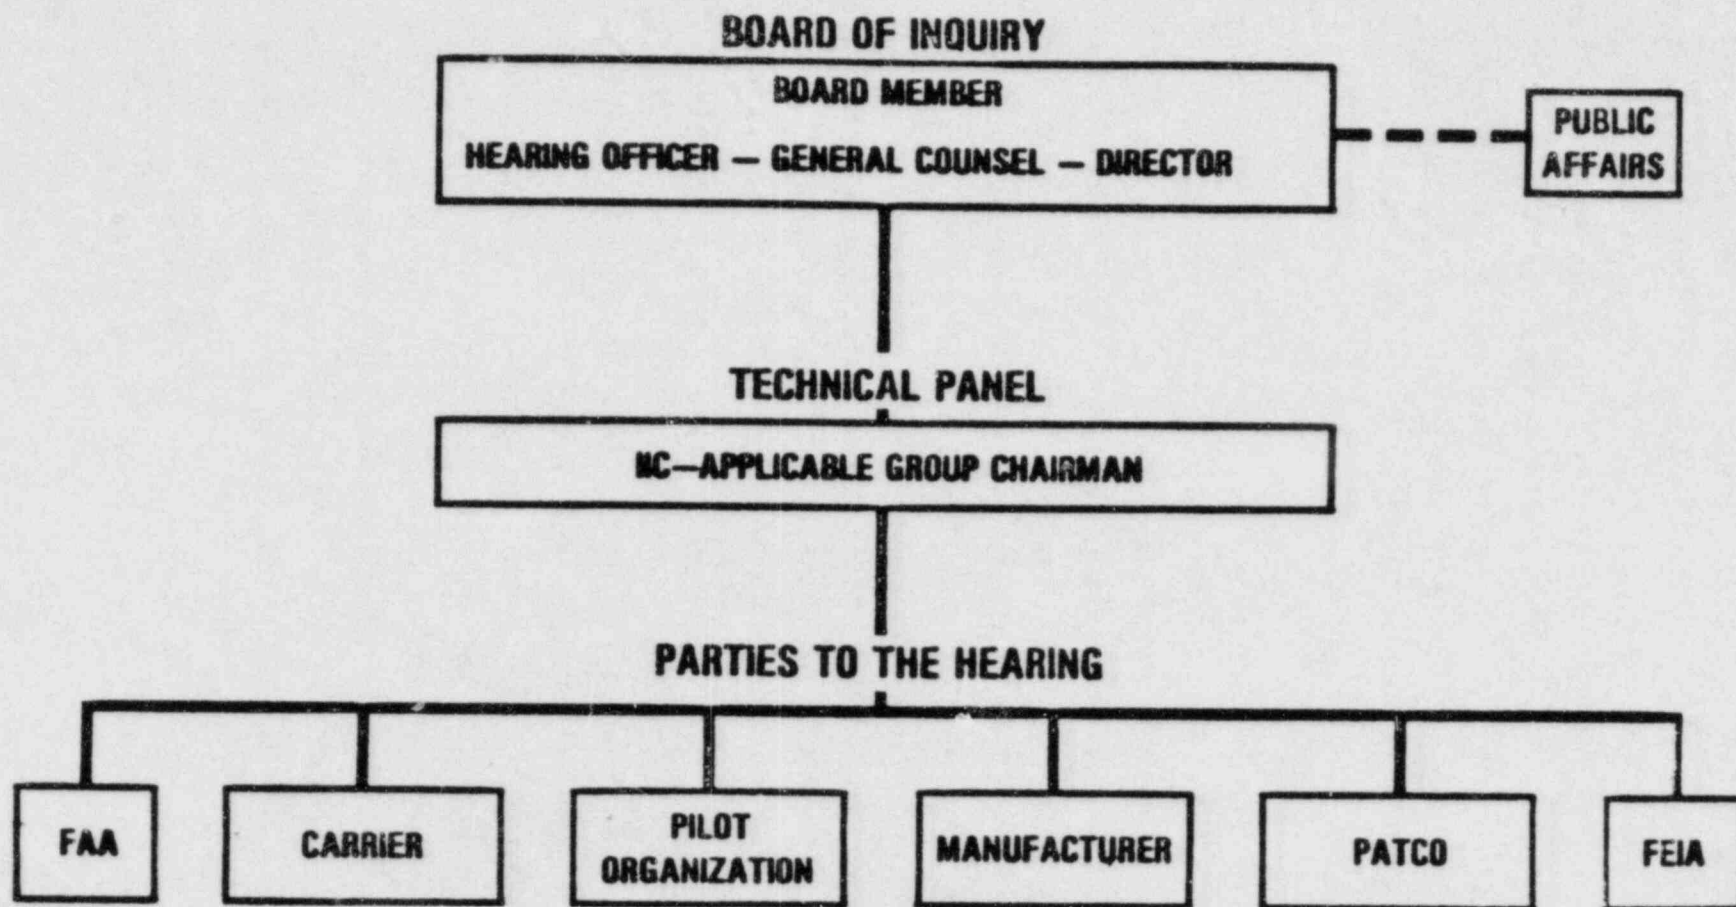 BOARD OF INQUIRY
BOARD MEMBER
HEARING OFFICER — GENERAL COUNSEL — DIRECTOR
PUBLIC
AFFAIRS
TECHNICAL PANEL
—APPLICABLE GROUP CHAIRMAN
PARTIES TO THE HEARING
FAA
CARRIER
PILOT
ORGANIZATION
MANUFACTURER
PATCO
FEIA